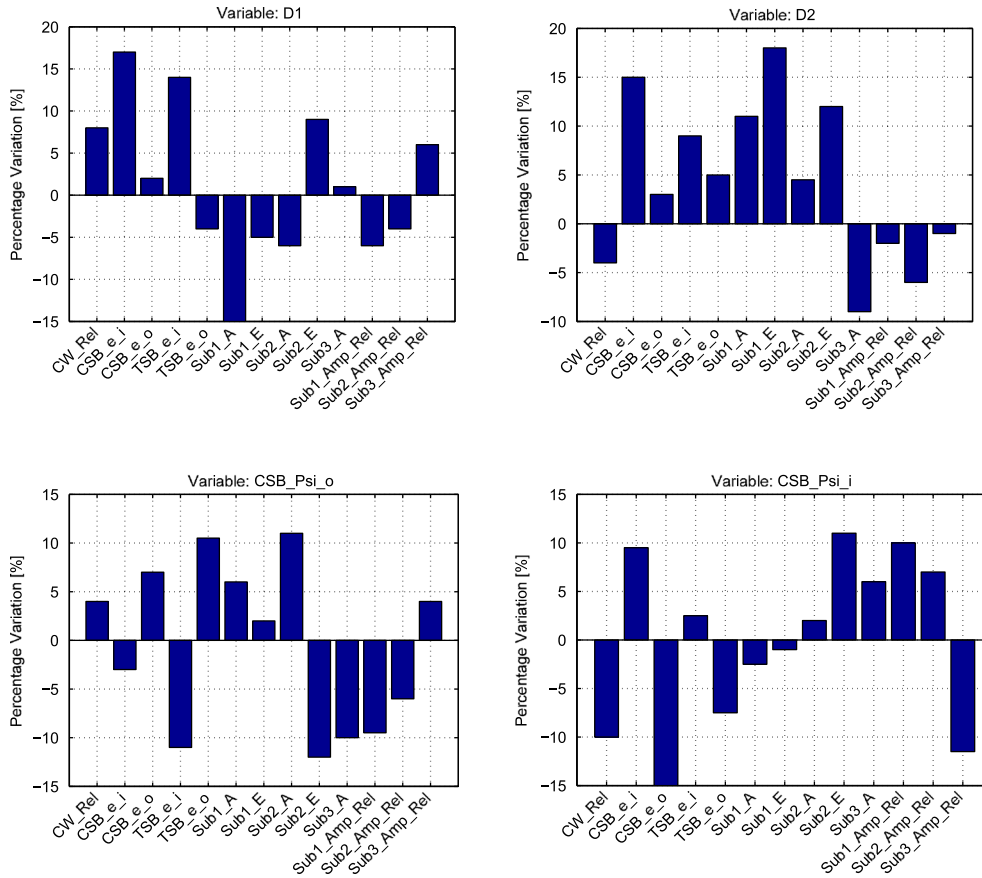 Variable: D1
Percentage Variation [%]
20
15
10
5
0
−5
−10
−15
CW_Rel
CSB_e_i
CSB_e_o
TSB_e_i
TSB_e_o
Sub1_A
Sub1_E
Sub2_A
Sub2_E
Sub3_A
Sub1_Amp_Rel
Sub2_Amp_Rel
Sub3_Amp_Rel
Variable: D2
Percentage Variation [%]
20
15
10
5
0
−5
−10
CW_Rel
CSB_e_i
CSB_e_o
TSB_e_i
TSB_e_o
Sub1_A
Sub1_E
Sub2_A
Sub2_E
Sub3_A
Sub1_Amp_Rel
Sub2_Amp_Rel
Sub3_Amp_Rel
Variable: CSB_Psi_o
Percentage Variation [%]
15
10
5
0
−5
−10
−15
CW_Rel
CSB_e_i
CSB_e_o
TSB_e_i
TSB_e_o
Sub1_A
Sub1_E
Sub2_A
Sub2_E
Sub3_A
Sub1_Amp_Rel
Sub2_Amp_Rel
Sub3_Amp_Rel
Variable: CSB_Psi_i
Percentage Variation [%]
15
10
5
0
−5
−10
−15
CW_Rel
CSB_e_i
CSB_e_o
TSB_e_i
TSB_e_o
Sub1_A
Sub1_E
Sub2_A
Sub2_E
Sub3_A
Sub1_Amp_Rel
Sub2_Amp_Rel
Sub3_Amp_Rel